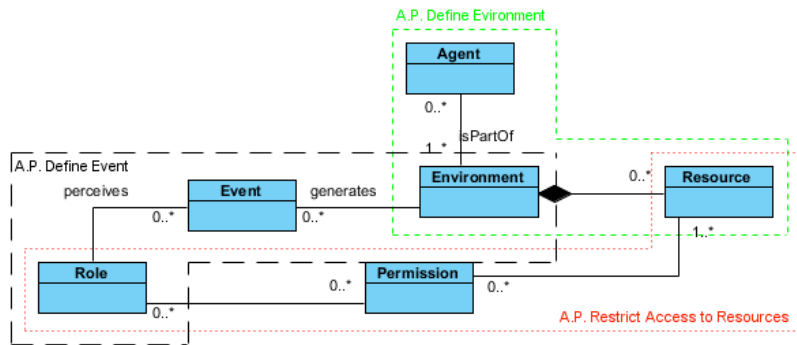 A.P. Define Evironment
Agent
0..*
isPartOf
1..*
A.P. Define Event
perceives
Event
generates
Environment
0..*
Resource
0..*
0..*
1..*
Role
0..*
Permission
0..*
0..*
A.P. Restrict Access to Resources